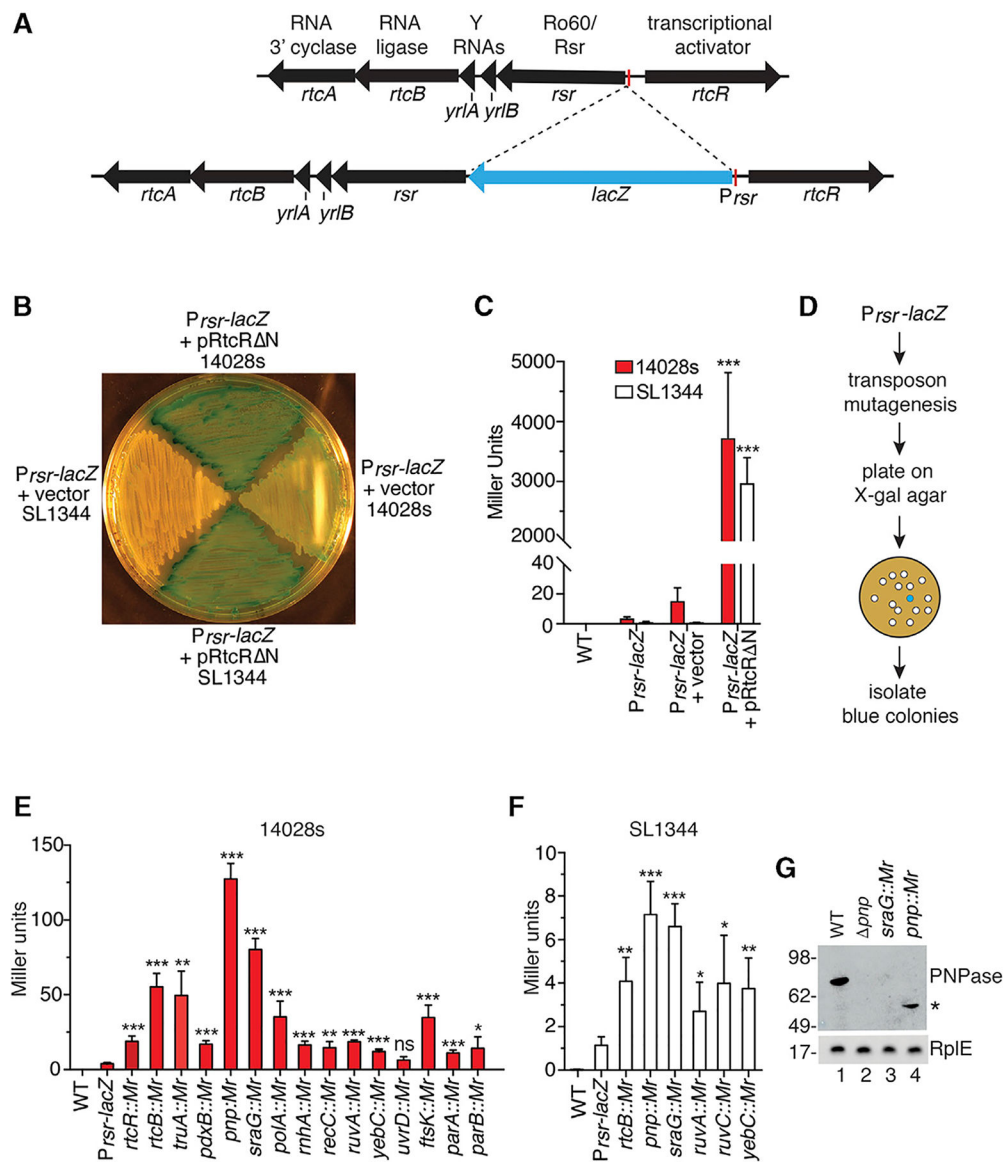 A
RNA
3' cyclase
RNA
ligase
Y
RNAs
Ro60/
Rsr
transcriptional
activator
rtcA
rtcB
yrlA
yrlB
rsr
rtcR
rtcA
rtcB
yrlA
yrlB
rsr
lacZ
Prsr
rtcR
B
Prsr-lacZ
+ pRtcRΔN
14028s
Prsr-lacZ
+ vector
SL1344
Prsr-lacZ
+ vector
14028s
Prsr-lacZ
+ pRtcRΔN
SL1344
C
Miller Units
5000
4000
3000
2000
40
20
0
14028s
SL1344
***
***
WT
Prsr-lacZ
Prsr-lacZ
+ vector
Prsr-lacZ
+ pRtcRΔN
D
Prsr-lacZ
transposon
mutagenesis
plate on
X-gal agar
isolate
blue colonies
E
14028s
Miller units
150
100
50
0
*** *** ** *** *** *** *** *** ** *** *** ns *** *** *
WT
Prsr-lacZ
rtcR::Mr
rtcB::Mr
truA::Mr
pdxB::Mr
pnp::Mr
sraG::Mr
polA::Mr
rnhA::Mr
recC::Mr
ruvA::Mr
yebC::Mr
uvrD::Mr
ftsK::Mr
parA::Mr
parB::Mr
F
SL1344
Miller units
10
8
6
4
2
0
** *** *** * * **
WT
Prsr-lacZ
rtcB::Mr
pnp::Mr
sraG::Mr
ruvA::Mr
ruvC::Mr
yebC::Mr
G
WT
Δpnp
sraG::Mr
pnp::Mr
98-
62-
49-
17-
PNPase
*
RplE
1 2 3 4